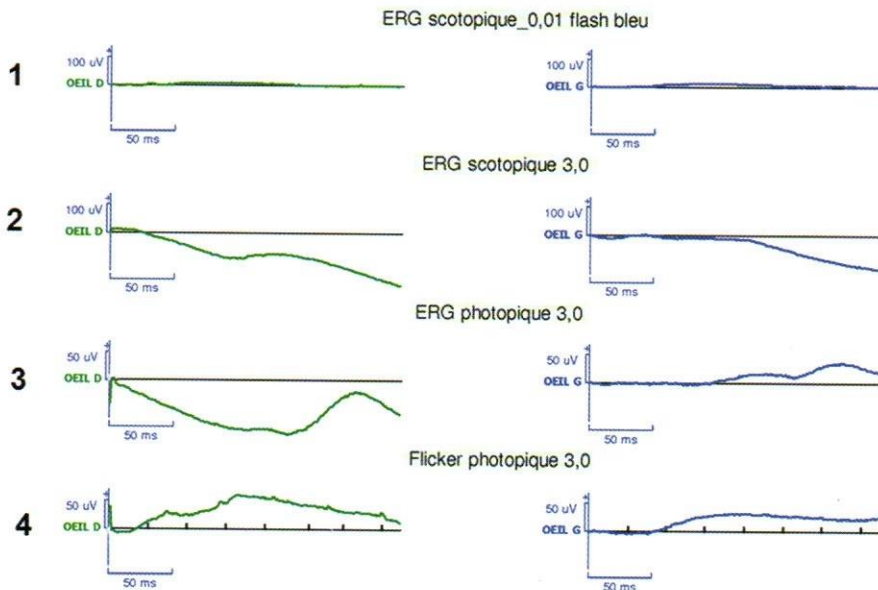 ERG scotopique_0,01 flash bleu
1
100 uV
OEIL D
50 ms
100 uV
OEIL G
50 ms
ERG scotopique 3,0
2
100 uV
OEIL D
50 ms
100 uV
OEIL G
50 ms
ERG photopique 3,0
3
50 uV
OEIL D
50 ms
50 uV
OEIL G
50 ms
Flicker photopique 3,0
4
50 uV
OEIL D
50 ms
50 uV
OEIL G
50 ms